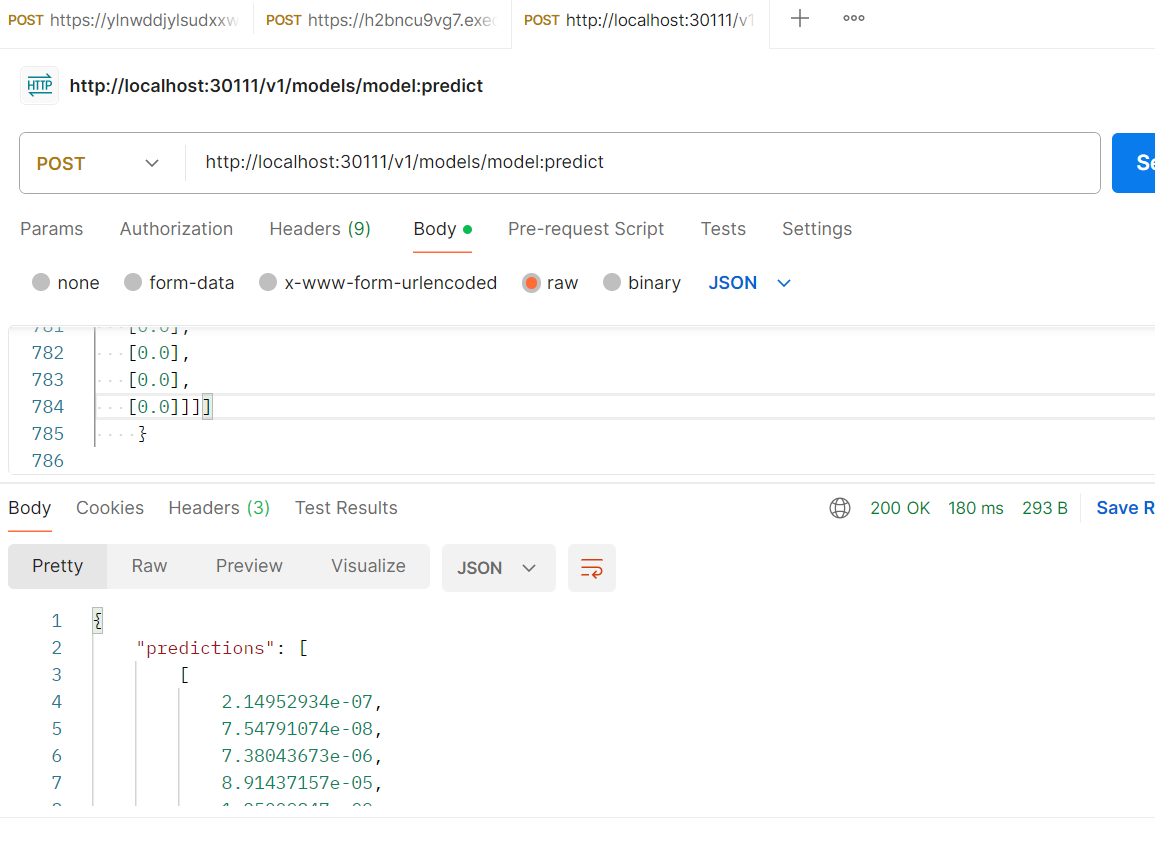 POST https://ylnwddjylsudxxw POST https://h2bncu9vg7.exec POST http://localhost:30111/v1
HTTP http://localhost:30111/v1/models/model:predict
POST http://localhost:30111/v1/models/model:predict Se
Params Authorization Headers (9) Body Pre-request Script Tests Settings
none form-data x-www-form-urlencoded raw binary JSON
781 [0.0],
782 [0.0],
783 [0.0],
784 [0.0]]]]
785 }
786
Body Cookies Headers (3) Test Results 200 OK 180 ms 293 B Save R
Pretty Raw Preview Visualize JSON
1 {
2 "predictions": [
3 [
4 2.14952934e-07,
5 7.54791074e-08,
6 7.38043673e-06,
7 8.91437157e-05,